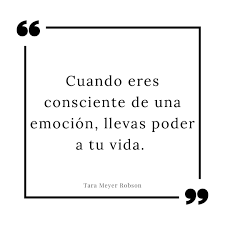 “
Cuando eres
consciente de una
emoción, llevas poder
a tu vida.
Tara Meyer Robson
”